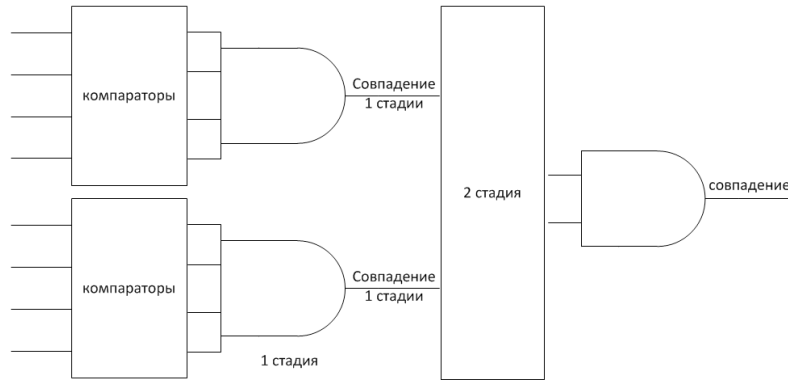 компараторы
Совпадение
1 стадии
2 стадия
совпадение
компараторы
Совпадение
1 стадии
1 стадия